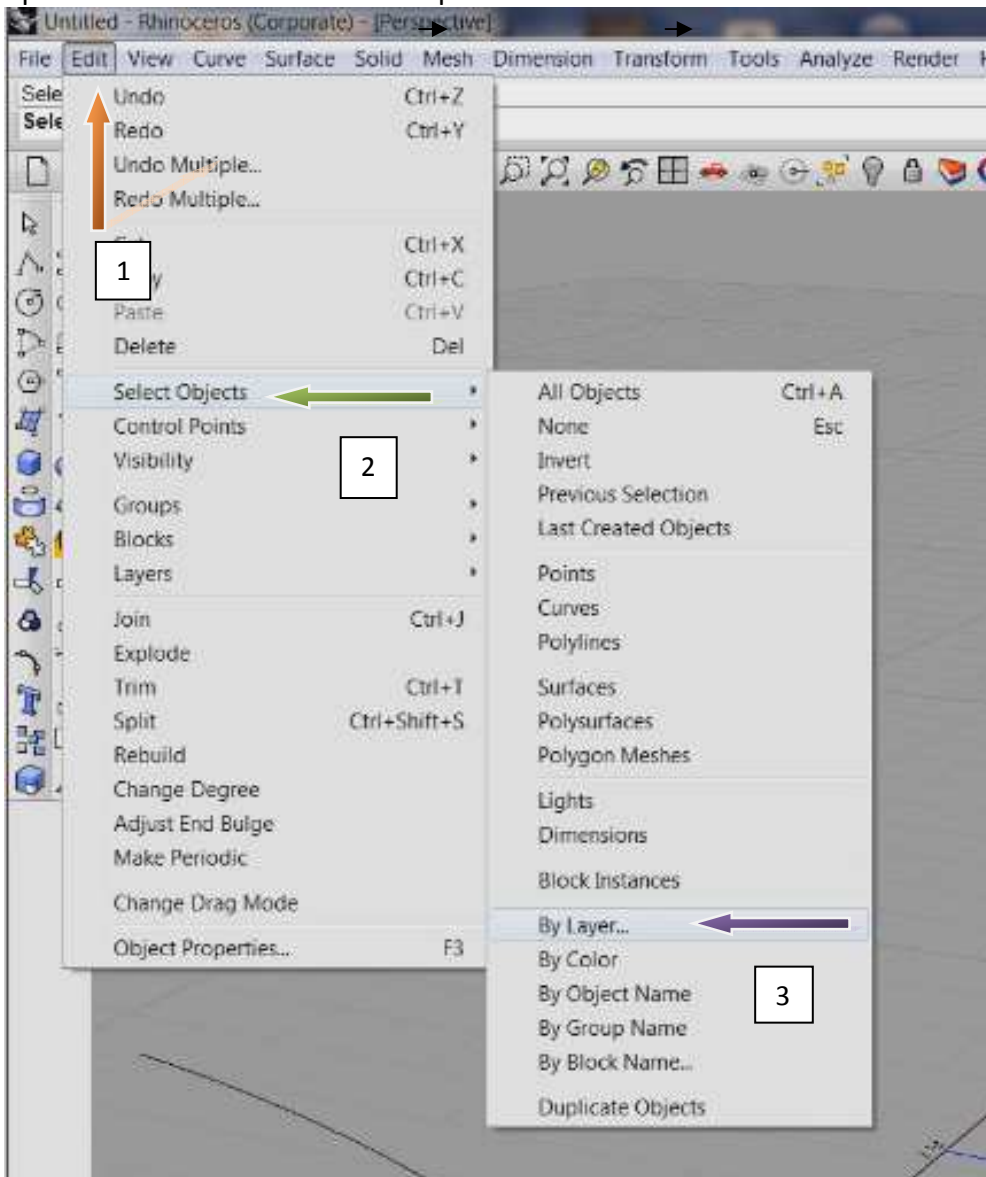 Untitled - Rhinoceros (Corporate) - [Perspective]
File Edit View Curve Surface Solid Mesh Dimension Transform Tools Analyze Render
Sele
Sele
Undo Ctrl+Z
Redo Ctrl+Y
Undo Multiple...
Redo Multiple...
Ctrl+X
1
y Ctrl+C
Paste Ctrl+V
Delete Del
Select Objects
Control Points
Visibility
2
Groups
Blocks
Layers
Join Ctrl+J
Explode
Trim Ctrl+T
Split Ctrl+Shift+S
Rebuild
Change Degree
Adjust End Bulge
Make Periodic
Change Drag Mode
Object Properties... F3
All Objects Ctrl+A
None Esc
Invert
Previous Selection
Last Created Objects
Points
Curves
Polylines
Surfaces
Polysurfaces
Polygon Meshes
Lights
Dimensions
Block Instances
By Layer...
By Color
By Object Name
3
By Group Name
By Block Name...
Duplicate Objects